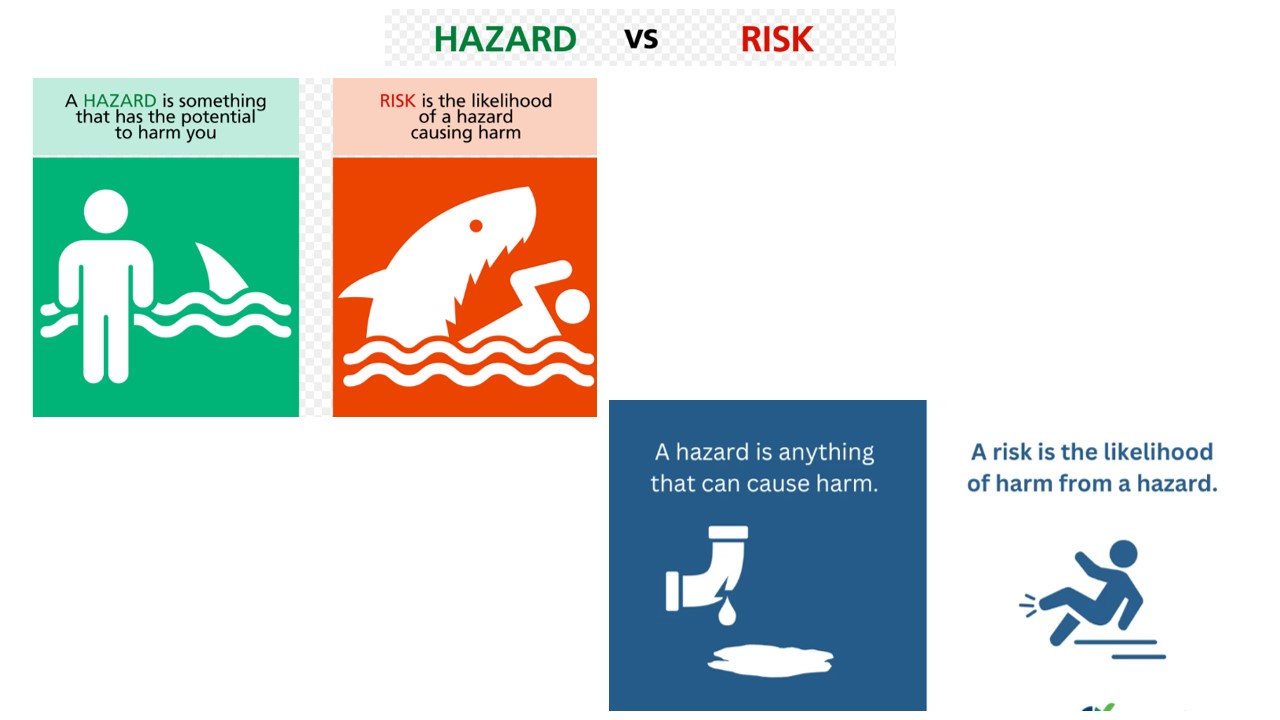 HAZARD vs RISK
A HAZARD is something
that has the potential
to harm you
RISK is the likelihood
of a hazard
causing harm
A hazard is anything
that can cause harm.
A risk is the likelihood
of harm from a hazard.